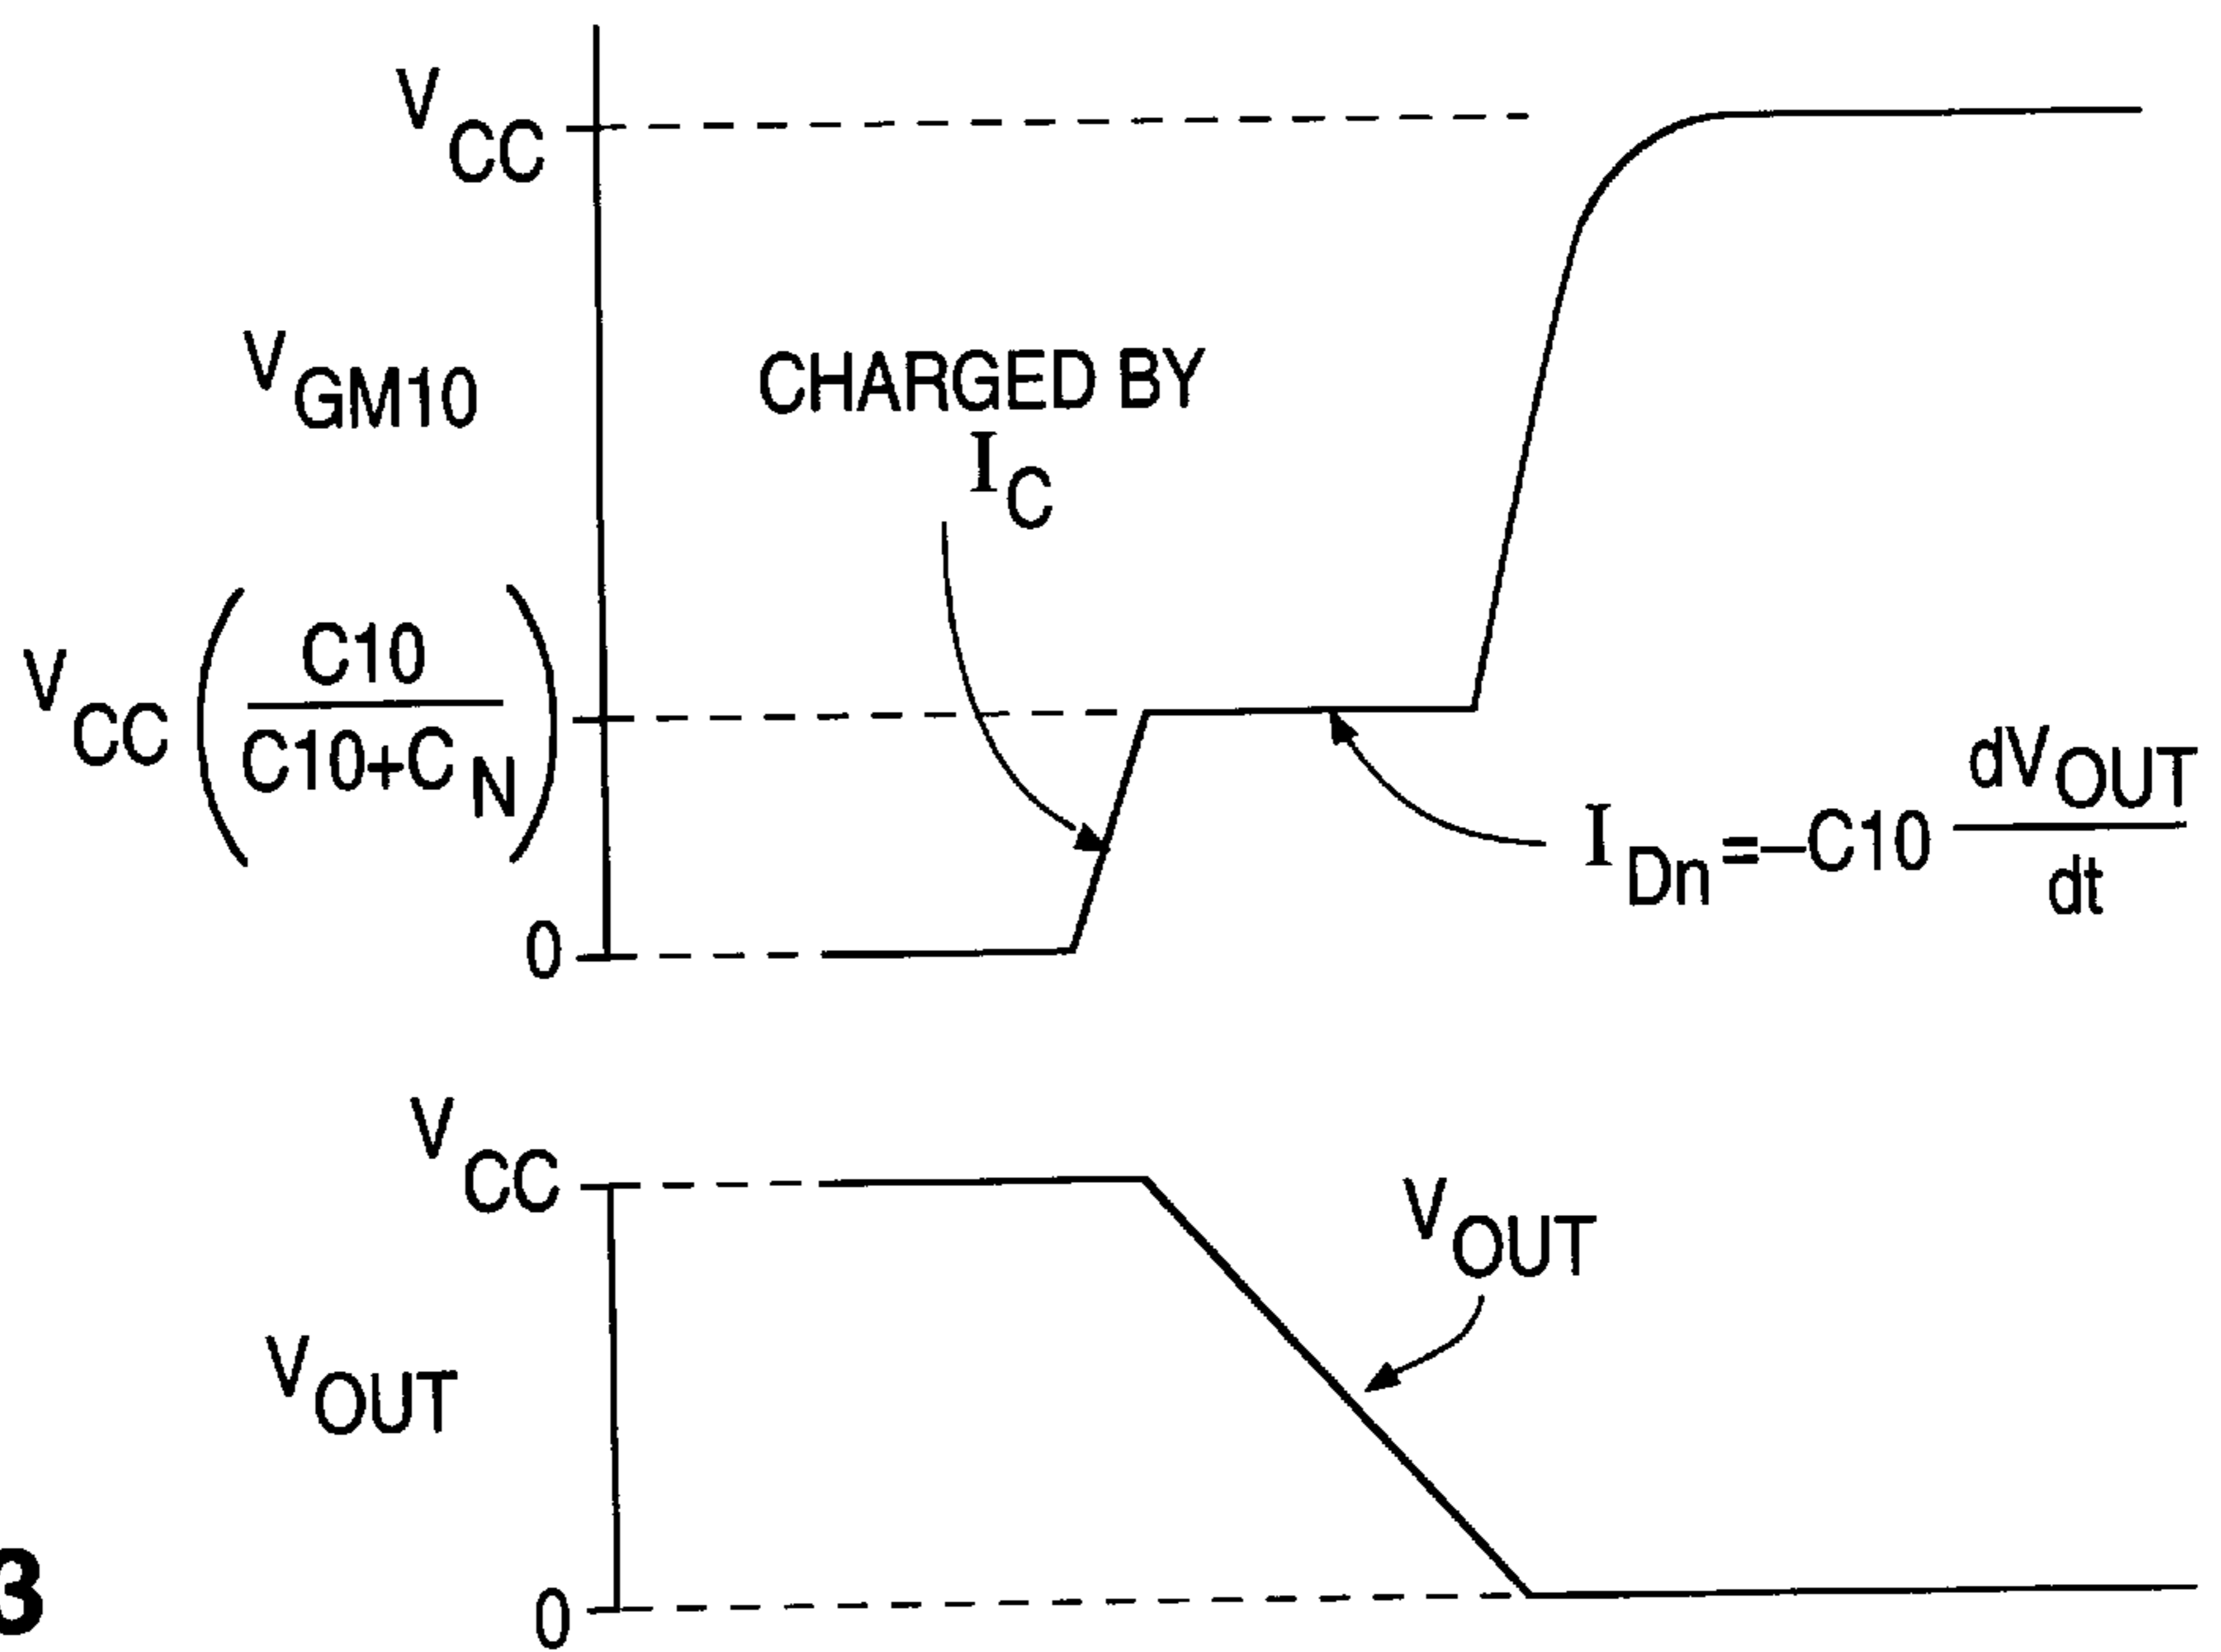 VCC
VGM10
CHARGED BY
IC
VCC (C10 / C10+CN)
IDn=–C10 dVOUT / dt
0
VCC
VOUT
VOUT
0
3